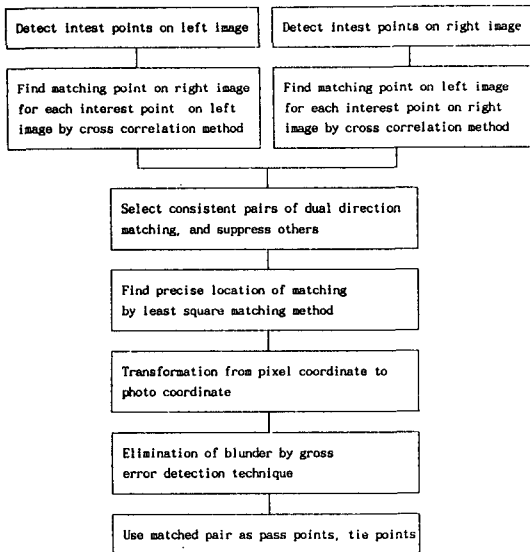 Detect intest points on left image
Detect intest points on right image
Find matching point on right image
for each interest point on left
image by cross correlation method
Find matching point on left image
for each interest point on right
image by cross correlation method
Select consistent pairs of dual direction
matching, and suppress others
Find precise location of matching
by least square matching method
Transformation from pixel coordinate to
photo coordinate
Elimination of blunder by gross
error detection technique
Use matched pair as pass points, tie points